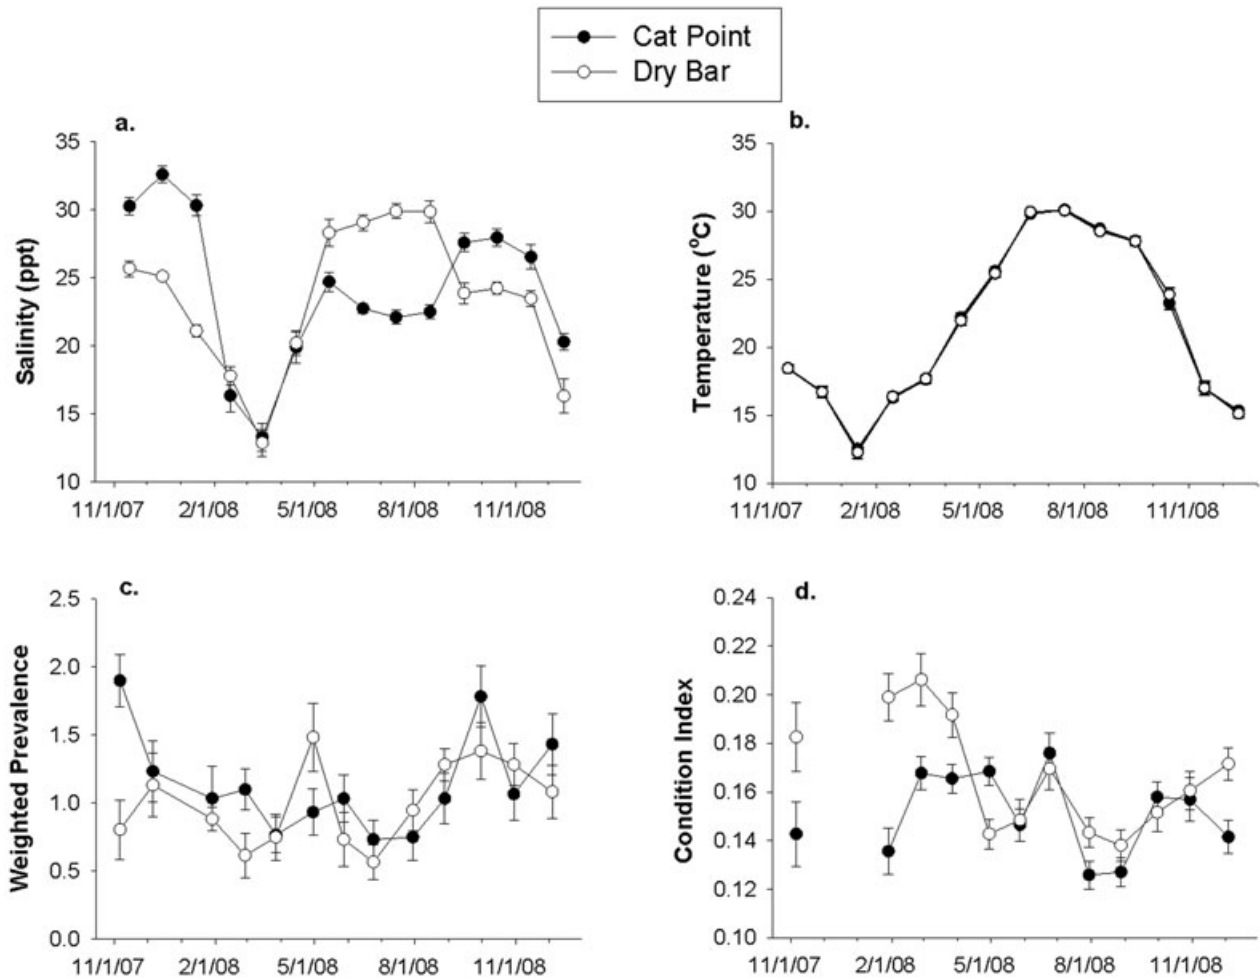 Cat Point
Dry Bar
a.
35
30
25
20
15
10
Salinity (ppt)
11/1/07 2/1/08 5/1/08 8/1/08 11/1/08
b.
35
30
25
20
15
10
Temperature (°C)
11/1/07 2/1/08 5/1/08 8/1/08 11/1/08
c.
2.5
2.0
1.5
1.0
0.5
0.0
Weighted Prevalence
11/1/07 2/1/08 5/1/08 8/1/08 11/1/08
d.
0.24
0.22
0.20
0.18
0.16
0.14
0.12
0.10
Condition Index
11/1/07 2/1/08 5/1/08 8/1/08 11/1/08